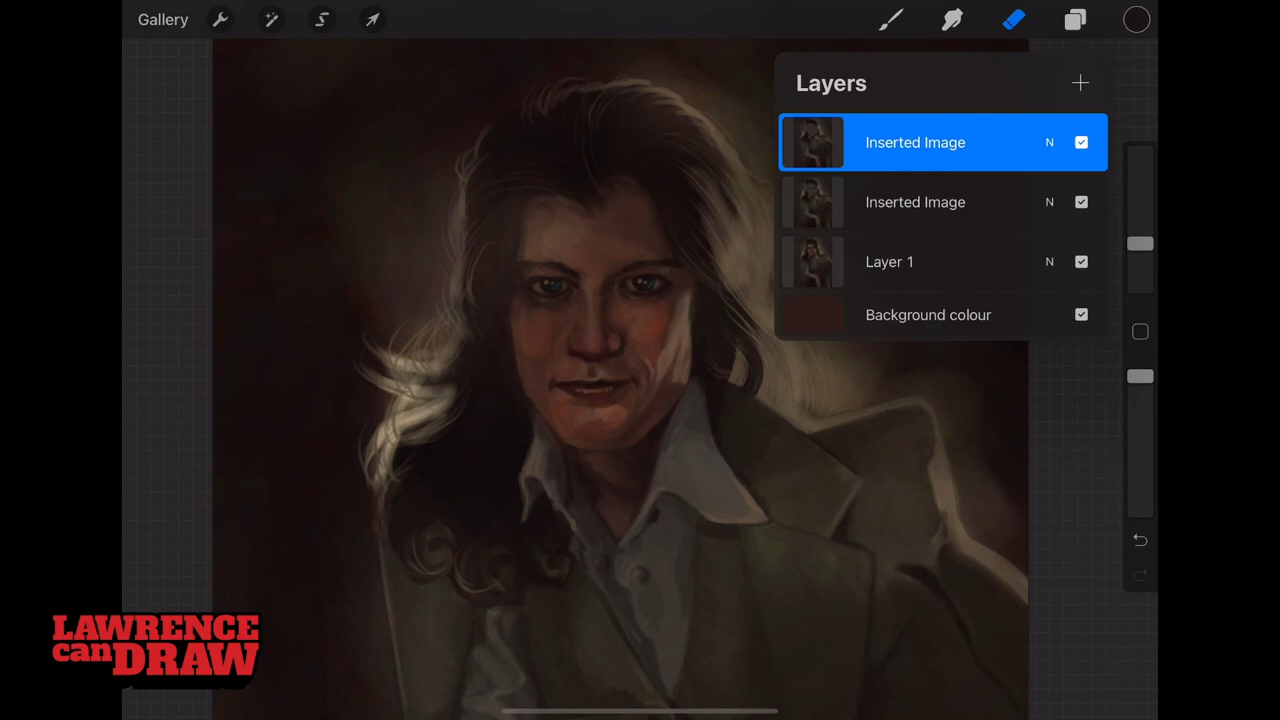 Gallery
Layers
Inserted Image N
Inserted Image N
Layer 1 N
Background colour
LAWRENCE
can DRAW